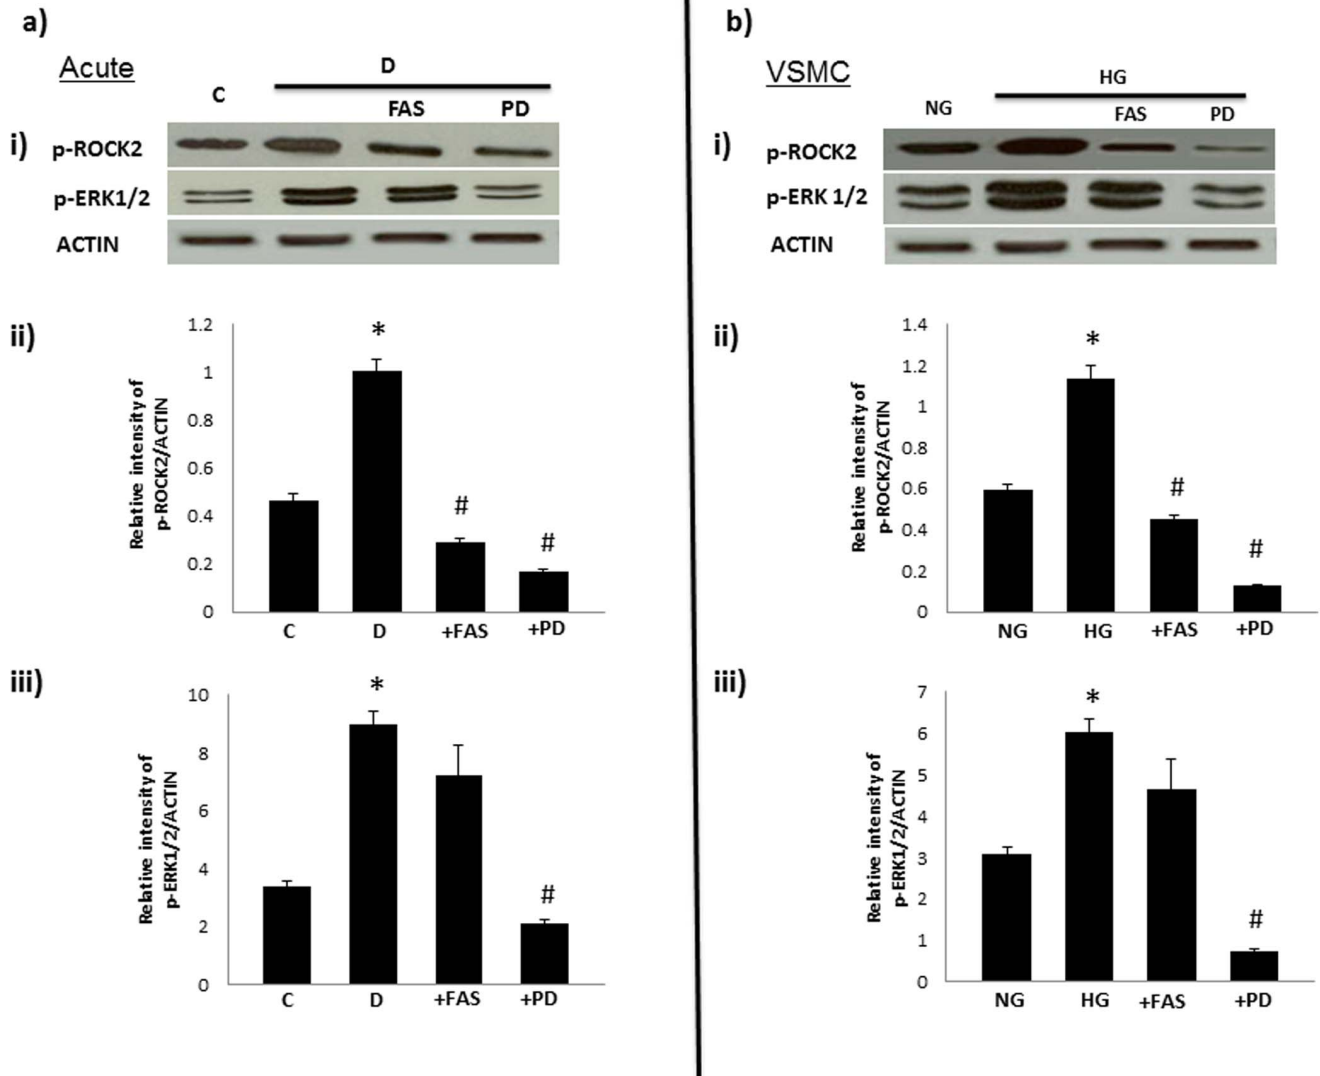 a)
Acute
C
D
FAS
PD
i)
p-ROCK2
p-ERK1/2
ACTIN
ii)
Relative intensity of
p-ROCK2/ACTIN
1.2
1
0.8
0.6
0.4
0.2
0
*
#
#
C
D
+FAS
+PD
iii)
Relative intensity of
p-ERK1/2/ACTIN
10
8
6
4
2
0
*
#
C
D
+FAS
+PD
b)
VSMC
NG
HG
FAS
PD
i)
p-ROCK2
p-ERK 1/2
ACTIN
ii)
Relative intensity of
p-ROCK2/ACTIN
1.4
1.2
1
0.8
0.6
0.4
0.2
0
*
#
#
NG
HG
+FAS
+PD
iii)
Relative intensity of
p-ERK1/2/ACTIN
7
6
5
4
3
2
1
0
*
#
NG
HG
+FAS
+PD